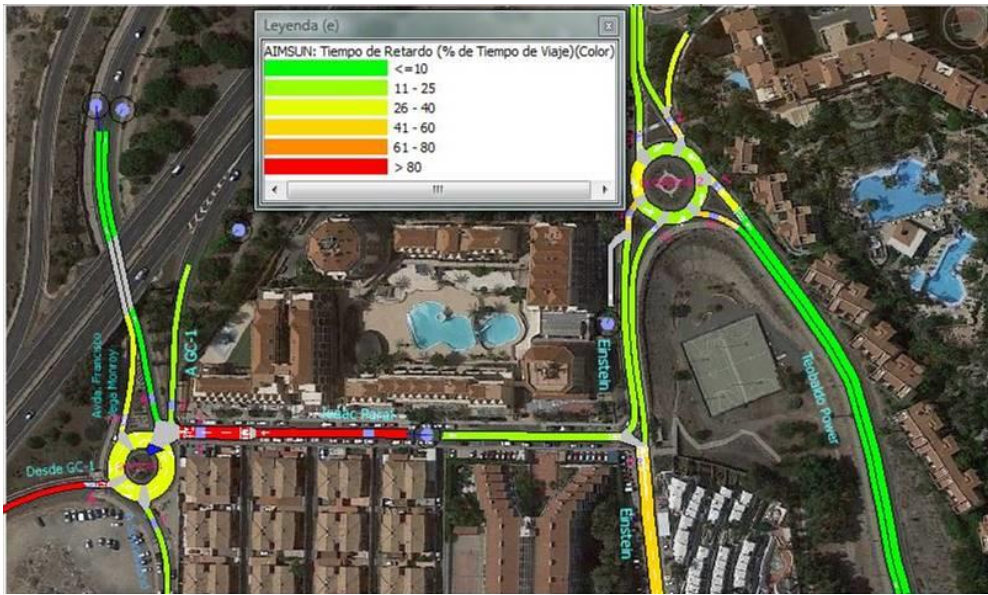 Leyenda (e)
AIMSUN: Tiempo de Retardo (% de Tiempo de Viaje)(Color)
<=10
11 - 25
26 - 40
41 - 60
61 - 80
> 80
A GC-1
Avda. Francisco
Vega Monroy
Desde GC-1
Einstein
Einstein
Power